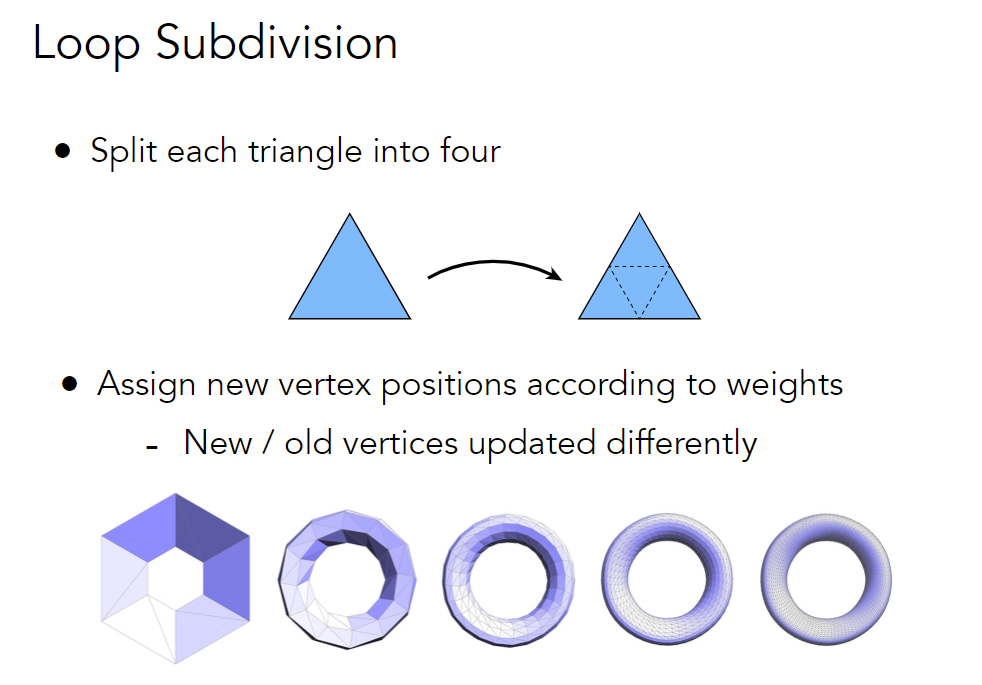 Loop Subdivision
● Split each triangle into four
● Assign new vertex positions according to weights
- New / old vertices updated differently